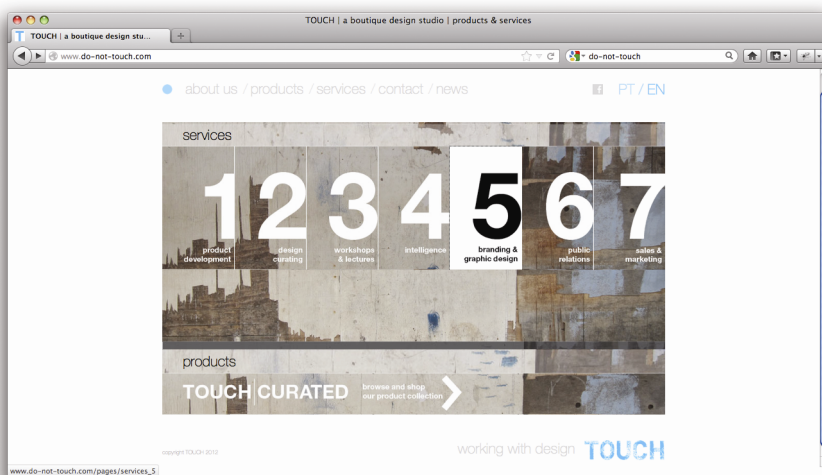 TOUCH | a boutique design studio | products & services
TOUCH | a boutique design stu...
www.do-not-touch.com
do-not-touch
about us / products / services / contact / news
PT / EN
services
1 2 3 4 5 6 7
product development
design curating
workshops & lectures
intelligence
branding & graphic design
public relations
sales & marketing
products
TOUCH | CURATED
browse and shop
our product collection
copyright TOUCH 2012
working with design TOUCH
www.do-not-touch.com/pages/services_5